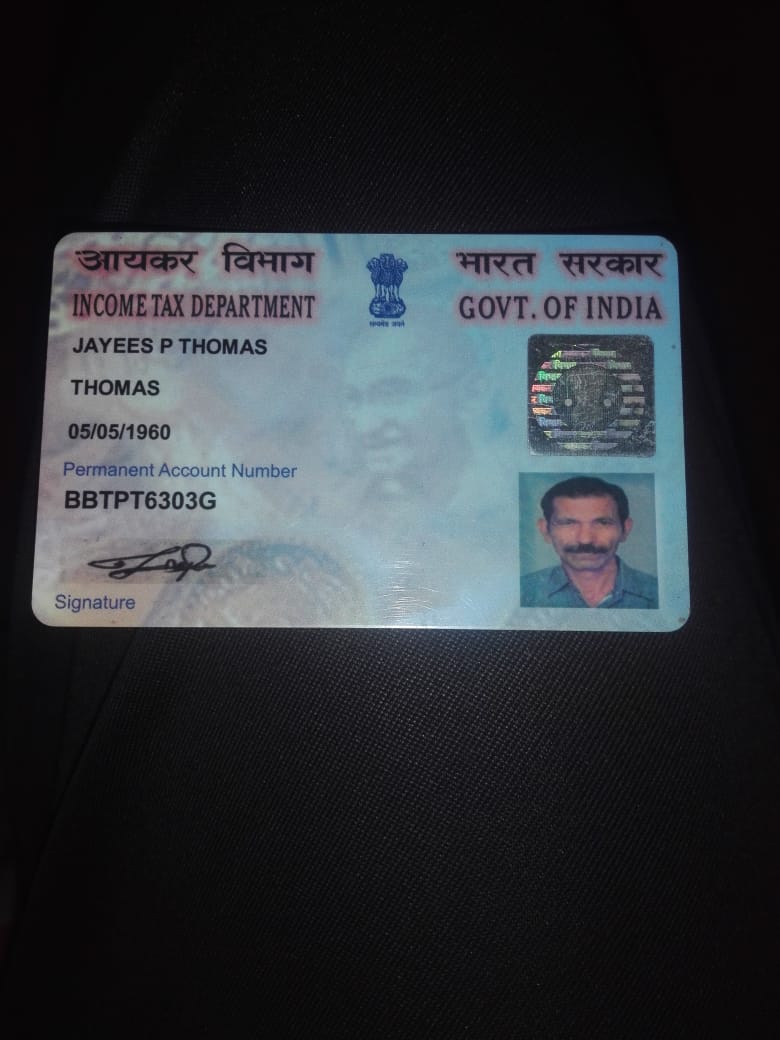 आयकर विभाग
भारत सरकार
INCOME TAX DEPARTMENT
GOVT. OF INDIA
सत्यमेव जयते
JAYEES P THOMAS
THOMAS
05/05/1960
Permanent Account Number
BBTPT6303G
Signature